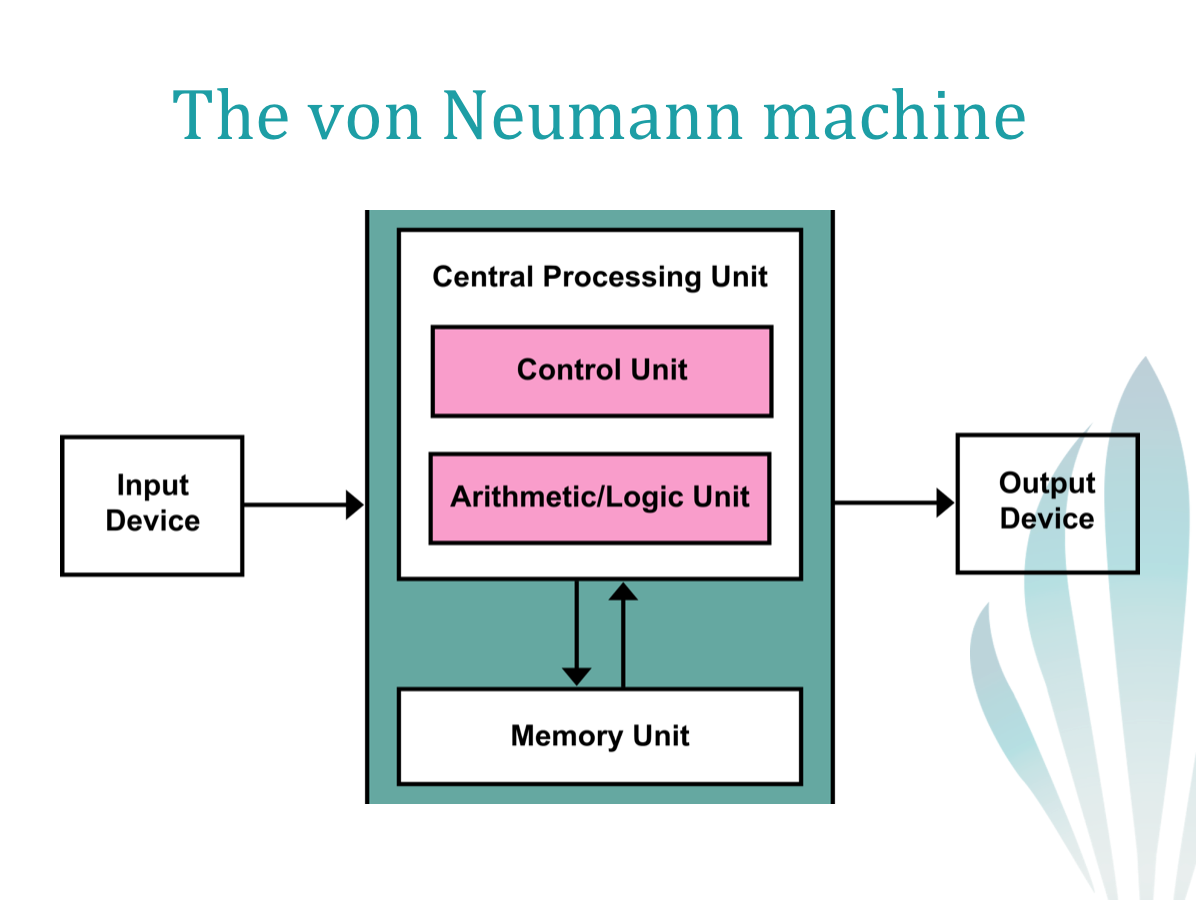 The von Neumann machine
Central Processing Unit
Control Unit
Arithmetic/Logic Unit
Input
Device
Output
Device
Memory Unit